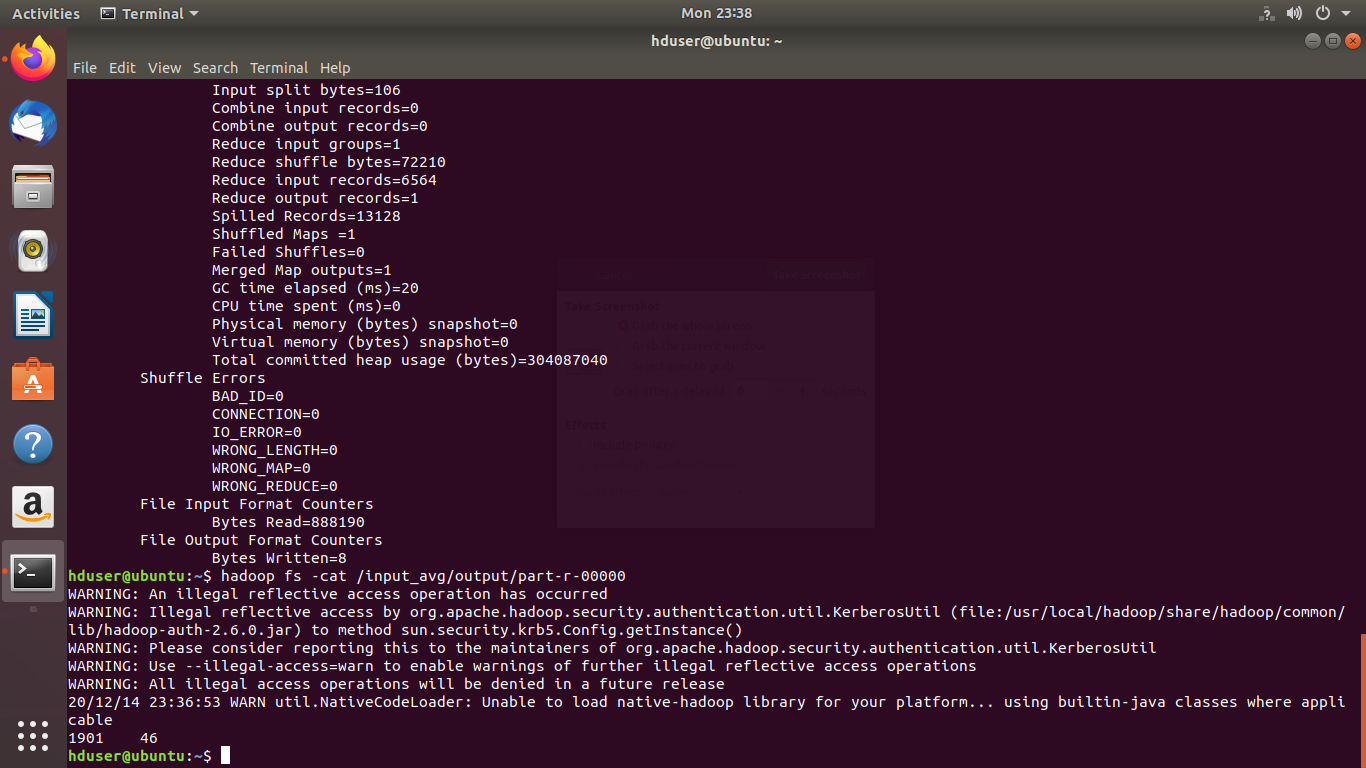 Activities Terminal Mon 23:38
hduser@ubuntu: ~
File Edit View Search Terminal Help
Input split bytes=106
Combine input records=0
Combine output records=0
Reduce input groups=1
Reduce shuffle bytes=72210
Reduce input records=6564
Reduce output records=1
Spilled Records=13128
Shuffled Maps =1
Failed Shuffles=0
Merged Map outputs=1
GC time elapsed (ms)=20
CPU time spent (ms)=0
Physical memory (bytes) snapshot=0
Virtual memory (bytes) snapshot=0
Total committed heap usage (bytes)=304087040
Shuffle Errors
BAD_ID=0
CONNECTION=0
IO_ERROR=0
WRONG_LENGTH=0
WRONG_MAP=0
WRONG_REDUCE=0
File Input Format Counters
Bytes Read=888190
File Output Format Counters
Bytes Written=8
hduser@ubuntu:~$ hadoop fs -cat /input_avg/output/part-r-00000
WARNING: An illegal reflective access operation has occurred
WARNING: Illegal reflective access by org.apache.hadoop.security.authentication.util.KerberosUtil (file:/usr/local/hadoop/share/hadoop/common/
lib/hadoop-auth-2.6.0.jar) to method sun.security.krb5.Config.getInstance()
WARNING: Please consider reporting this to the maintainers of org.apache.hadoop.security.authentication.util.KerberosUtil
WARNING: Use --illegal-access=warn to enable warnings of further illegal reflective access operations
WARNING: All illegal access operations will be denied in a future release
20/12/14 23:36:53 WARN util.NativeCodeLoader: Unable to load native-hadoop library for your platform... using builtin-java classes where appli
cable
1901 46
hduser@ubuntu:~$
Take Screenshot
Effects